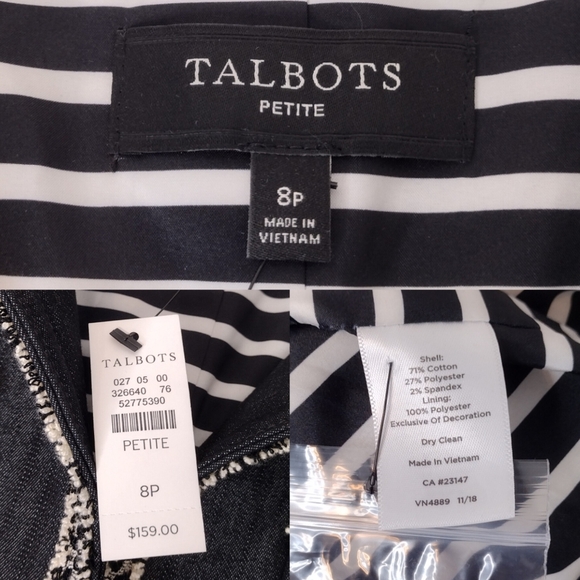 TALBOTS
PETITE
8P
MADE IN
VIETNAM
TALBOTS
027 05 00
326640 76
52775390
PETITE
8P
$159.00
Shell:
71% Cotton
27% Polyester
2% Spandex
Lining:
100% Polyester
Exclusive Of Decoration
Dry Clean
Made In Vietnam
CA #23147
VN4889 11/18